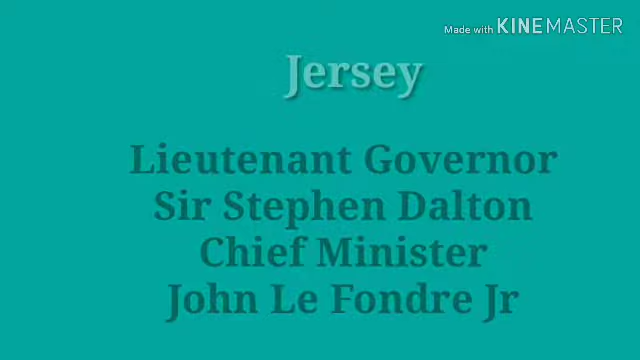 Made with KINEMASTER
Jersey
Lieutenant Governor
Sir Stephen Dalton
Chief Minister
John Le Fondre Jr